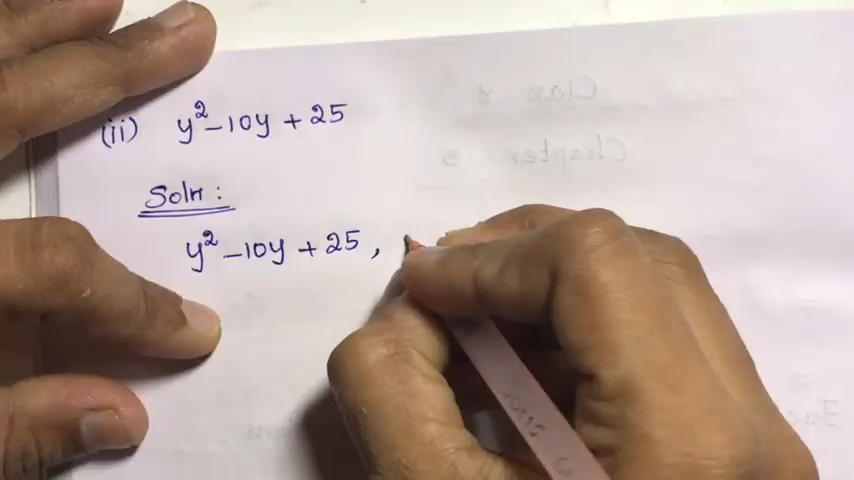 (ii) y² - 10y + 25
Soln :
y² - 10y + 25 ,